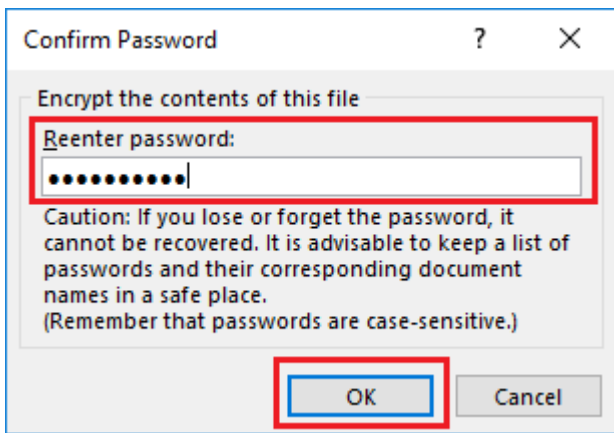 Confirm Password ?
Encrypt the contents of this file
Reenter password:
••••••••••
Caution: If you lose or forget the password, it
cannot be recovered. It is advisable to keep a list of
passwords and their corresponding document
names in a safe place.
(Remember that passwords are case-sensitive.)
OK Cancel